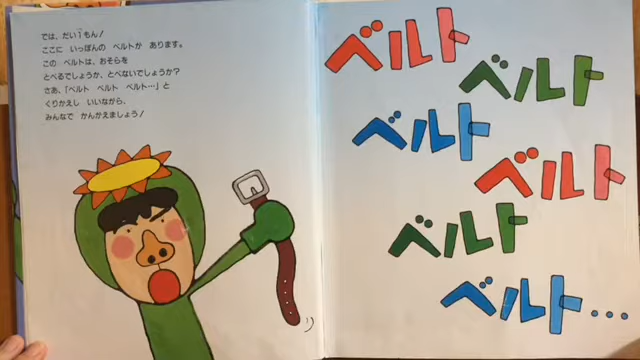 では、だい1もん！
ここに いっぽんの ベルトが あります。
この ベルトは、おそらを
とべるでしょうか、とべないでしょうか？
さあ、「ベルト ベルト ベルト…」と
くりかえし いいながら、
みんなで かんがえましょう！
ベルト
ベルト
ベルト
ベルト
ベルト
ベルト…